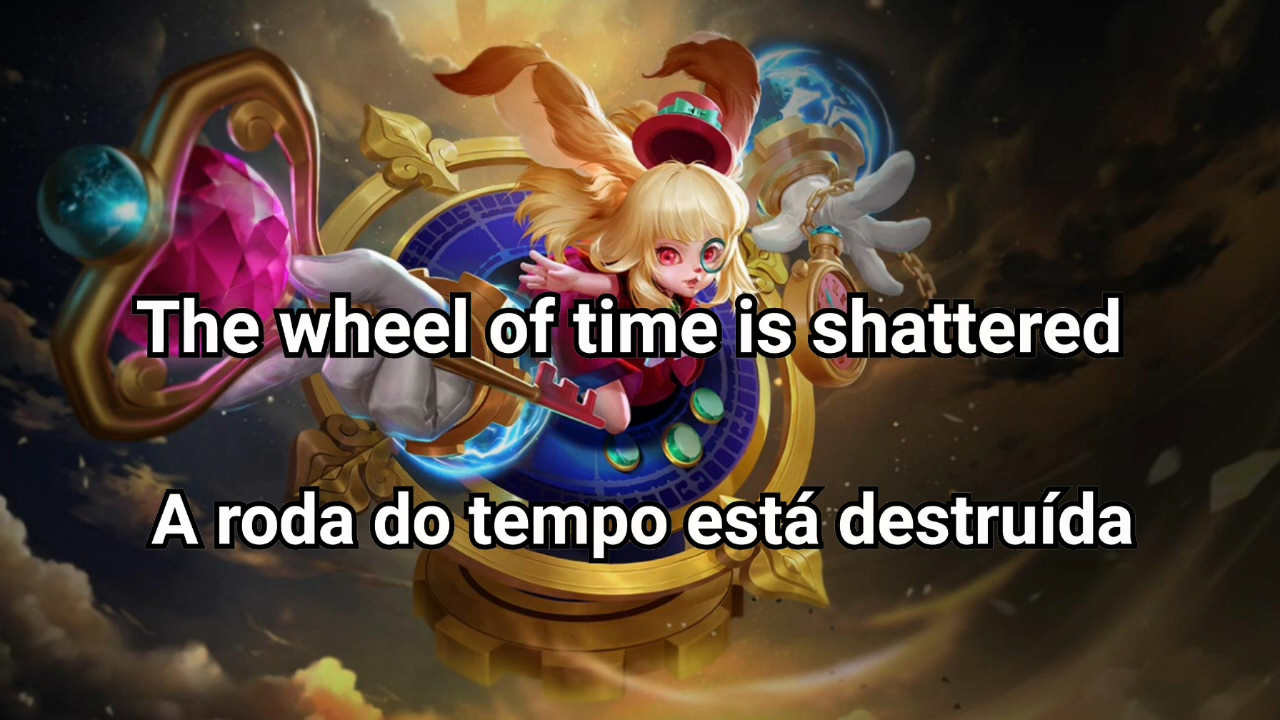 The wheel of time is shattered
A roda do tempo está destruída